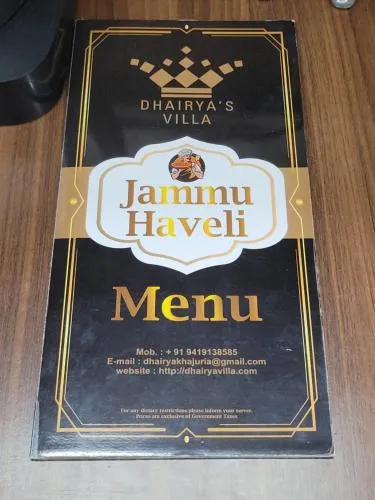 DHAIRYA'S
VILLA
Jammu
Haveli
Menu
Mob. : + 91 9419138585
E-mail : dhairyakhajuria@gmail.com
website : http://dhairyavilla.com
For any dietary restrictions please inform your server.
Prices are exclusive of Government Taxes